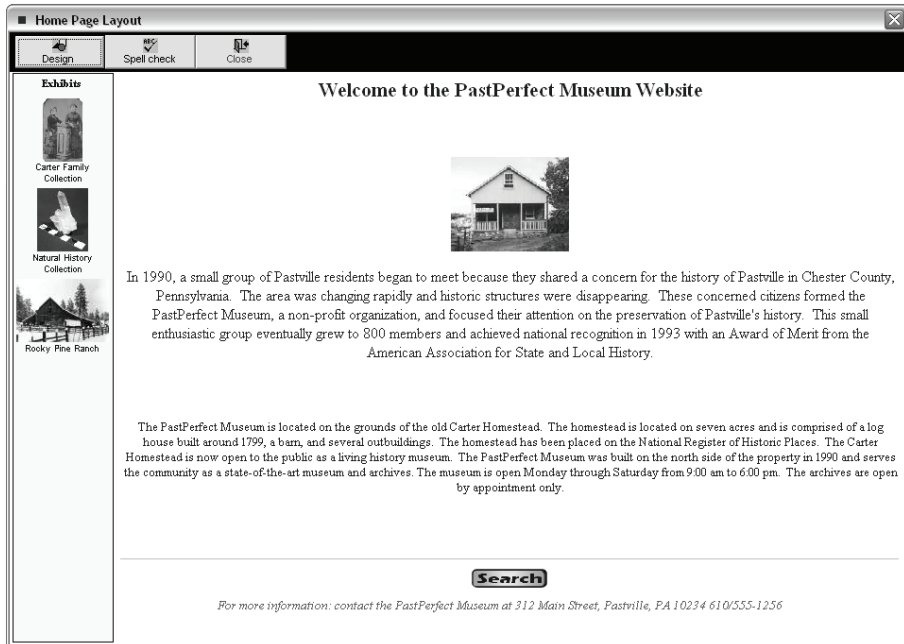 Home Page Layout
Design
Spell check
Close
Exhibits
Carter Family
Collection
Natural History
Collection
Rocky Pine Ranch
Welcome to the PastPerfect Museum Website
In 1990, a small group of Pastville residents began to meet because they shared a concern for the history of Pastville in Chester County,
Pennsylvania. The area was changing rapidly and historic structures were disappearing. These concerned citizens formed the
PastPerfect Museum, a non-profit organization, and focused their attention on the preservation of Pastville's history. This small
enthusiastic group eventually grew to 800 members and achieved national recognition in 1993 with an Award of Merit from the
American Association for State and Local History.
The PastPerfect Museum is located on the grounds of the old Carter Homestead. The homestead is located on seven acres and is comprised of a log
house built around 1799, a barn, and several outbuildings. The homestead has been placed on the National Register of Historic Places. The Carter
Homestead is now open to the public as a living history museum. The PastPerfect Museum was built on the north side of the property in 1990 and serves
the community as a state-of-the-art museum and archives. The museum is open Monday through Saturday from 9:00 am to 6:00 pm. The archives are open
by appointment only.
Search
For more information: contact the PastPerfect Museum at 312 Main Street, Pastville, PA 10234 610/555-1256